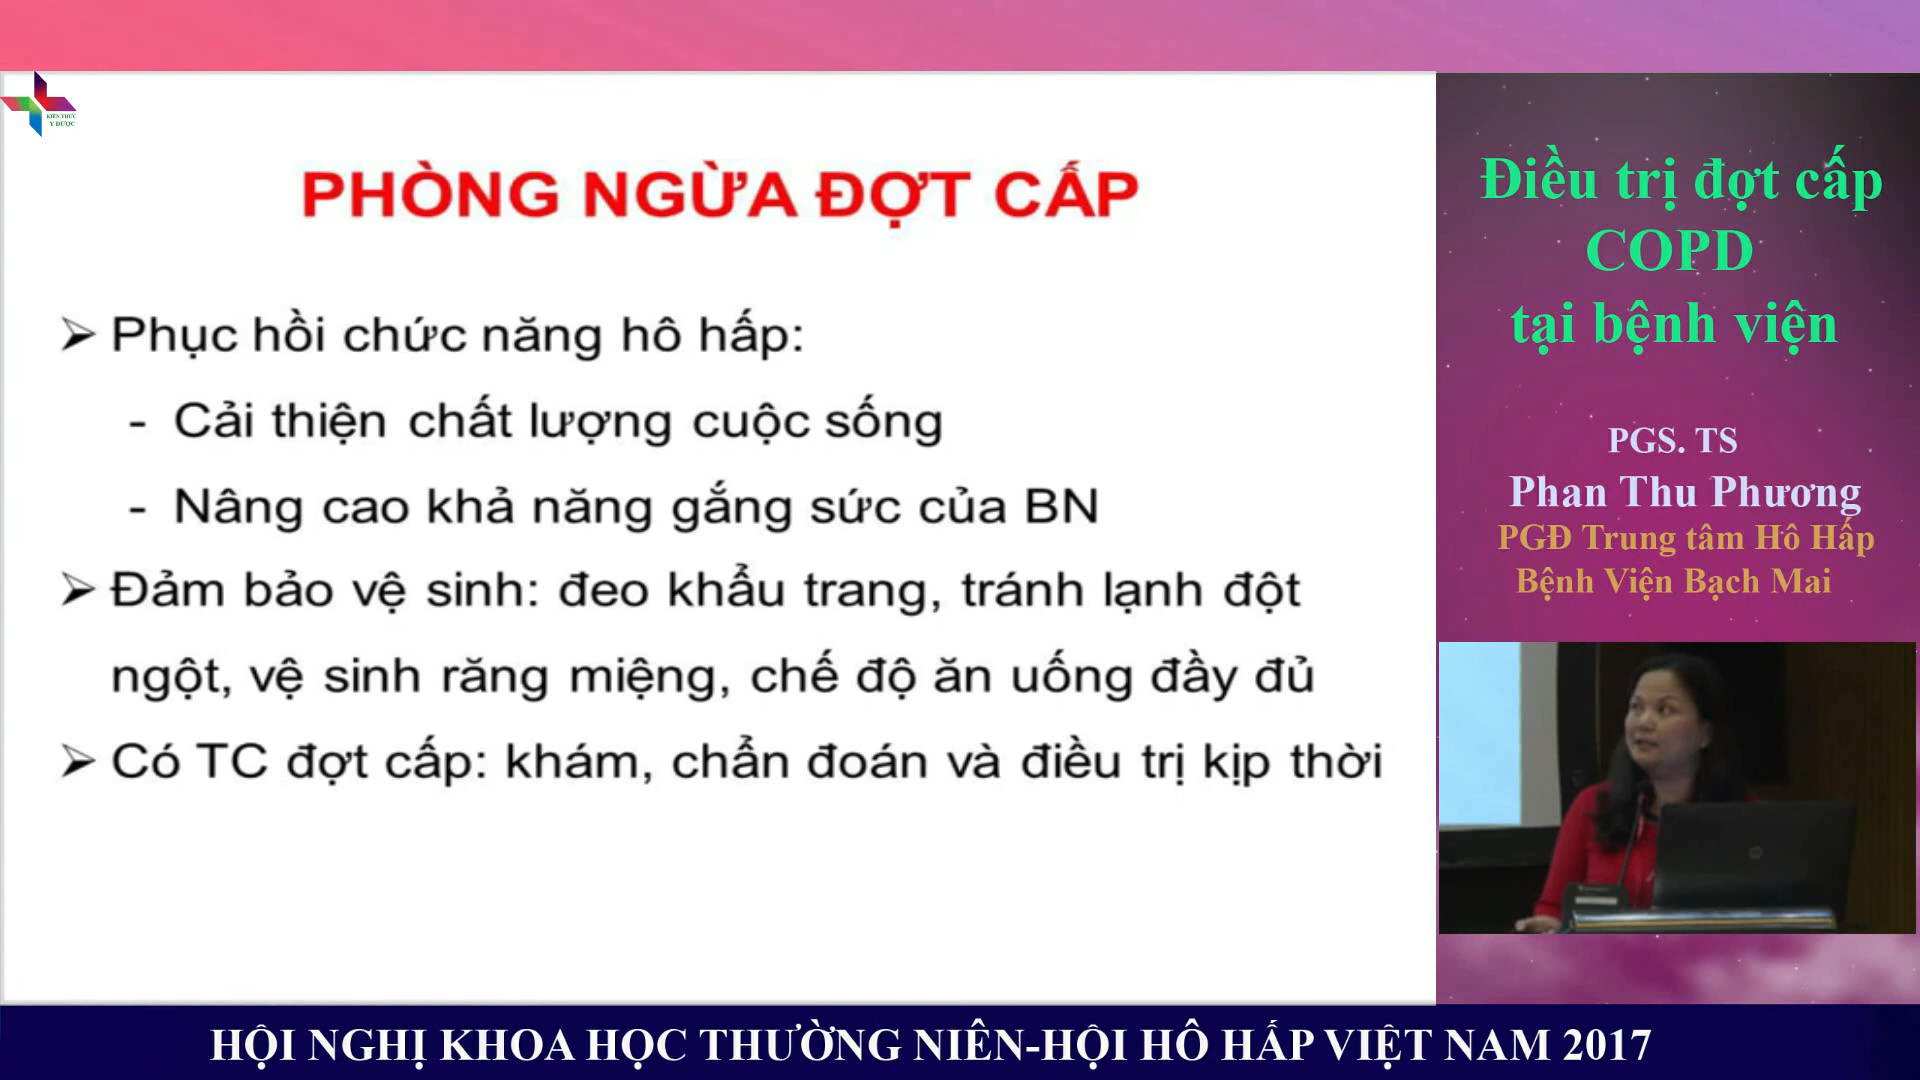 KIẾN THỨC
Y DƯỢC
PHÒNG NGỪA ĐỢT CẤP
Phục hồi chức năng hô hấp:
- Cải thiện chất lượng cuộc sống
- Nâng cao khả năng gắng sức của BN
Đảm bảo vệ sinh: đeo khẩu trang, tránh lạnh đột
ngột, vệ sinh răng miệng, chế độ ăn uống đầy đủ
Có TC đợt cấp: khám, chẩn đoán và điều trị kịp thời
Điều trị đợt cấp
COPD
tại bệnh viện
PGS. TS
Phan Thu Phương
PGĐ Trung tâm Hô Hấp
Bệnh Viện Bạch Mai
HỘI NGHỊ KHOA HỌC THƯỜNG NIÊN-HỘI HÔ HẤP VIỆT NAM 2017